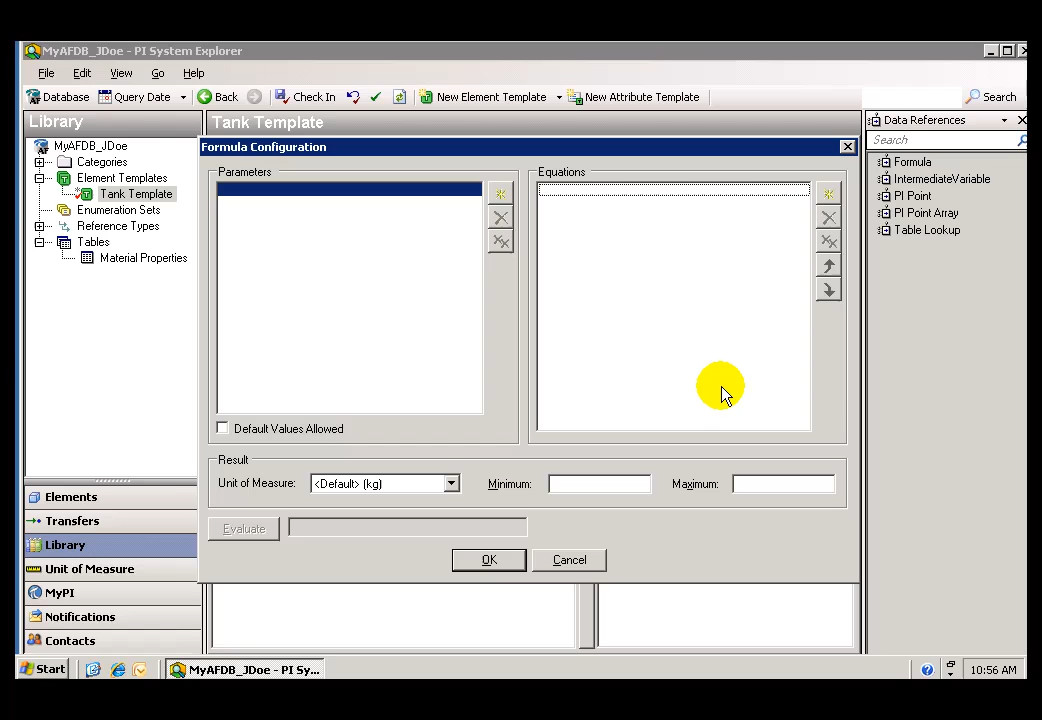 MyAFDB_JDoe - PI System Explorer
File Edit View Go Help
Database Query Date Back Check In New Element Template New Attribute Template Search
Library
Tank Template
Data References
Search
MyAFDB_JDoe
Categories
Element Templates
Tank Template
Enumeration Sets
Reference Types
Tables
Material Properties
Formula Configuration
Parameters
Equations
Default Values Allowed
Result
Unit of Measure: <Default> (kg) Minimum: Maximum:
Evaluate
OK Cancel
Formula
IntermediateVariable
PI Point
PI Point Array
Table Lookup
Elements
Transfers
Library
Unit of Measure
MyPI
Notifications
Contacts
Start
MyAFDB_JDoe - PI Sy...
10:56 AM